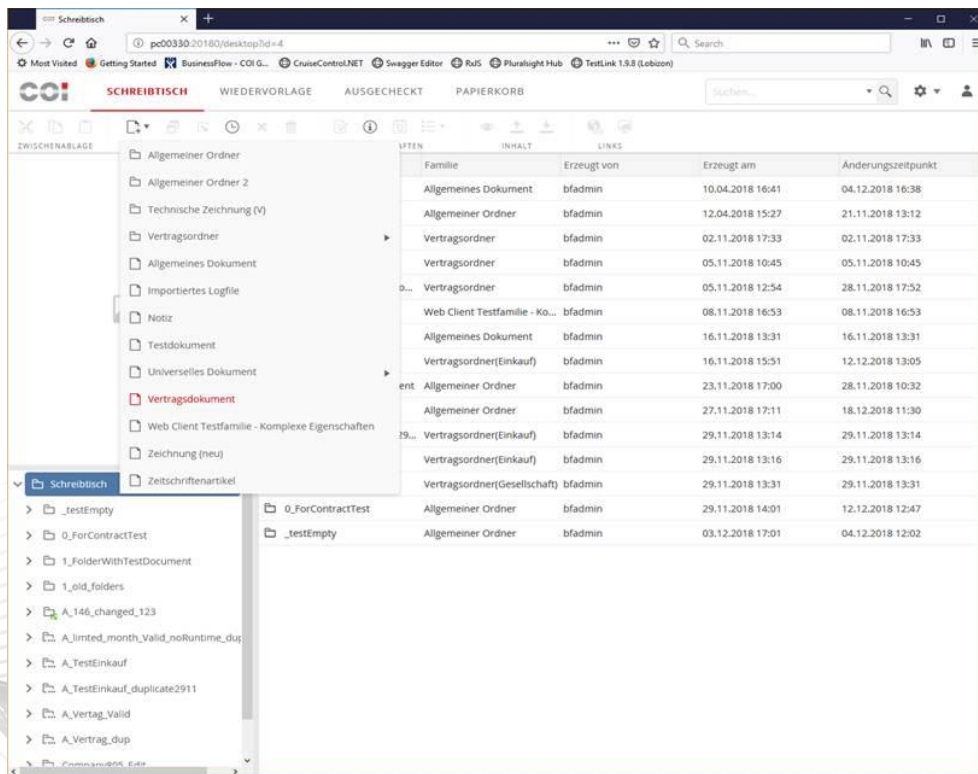 COI Schreibtisch
pc00330:20180/desktop?id=4
Search
Most Visited Getting Started BusinessFlow - COI G... CruiseControl.NET Swagger Editor RxJS Pluralsight Hub TestLink 1.9.8 (Lobizon)
COI SCHREIBTISCH WIEDERVORLAGE AUSGECHECKT PAPIERKORB Suchen...
ZWISCHENABLAGE INHALT LINKS
Familie Erzeugt von Erzeugt am Änderungszeitpunkt
Allgemeines Dokument bfadmin 10.04.2018 16:41 04.12.2018 16:38
Allgemeiner Ordner bfadmin 12.04.2018 15:27 21.11.2018 13:12
Vertragsordner bfadmin 02.11.2018 17:33 02.11.2018 17:33
Vertragsordner bfadmin 05.11.2018 10:45 05.11.2018 10:45
Vertragsordner bfadmin 05.11.2018 12:54 28.11.2018 17:52
Web Client Testfamilie - Ko... bfadmin 08.11.2018 16:53 08.11.2018 16:53
Allgemeines Dokument bfadmin 16.11.2018 13:31 16.11.2018 13:31
Vertragsordner(Einkauf) bfadmin 16.11.2018 15:51 12.12.2018 13:05
Allgemeiner Ordner bfadmin 23.11.2018 17:00 28.11.2018 10:32
Allgemeiner Ordner bfadmin 27.11.2018 17:11 18.12.2018 11:30
29... Vertragsordner(Einkauf) bfadmin 29.11.2018 13:14 29.11.2018 13:14
Vertragsordner(Einkauf) bfadmin 29.11.2018 13:16 29.11.2018 13:16
Vertragsordner(Gesellschaft) bfadmin 29.11.2018 13:31 29.11.2018 13:31
0_ForContractTest Allgemeiner Ordner bfadmin 29.11.2018 14:01 12.12.2018 12:47
_testEmpty Allgemeiner Ordner bfadmin 03.12.2018 17:01 04.12.2018 12:02
Allgemeiner Ordner
Allgemeiner Ordner 2
Technische Zeichnung (V)
Vertragsordner
Allgemeines Dokument
Importiertes Logfile
Notiz
Testdokument
Universelles Dokument
Vertragsdokument
Web Client Testfamilie - Komplexe Eigenschaften
Zeichnung (neu)
Zeitschriftenartikel
Schreibtisch
_testEmpty
0_ForContractTest
1_FolderWithTestDocument
1_old_folders
A_146_changed_123
A_limted_month_Valid_noRuntime_dup
A_TestEinkauf
A_TestEinkauf_duplicate2911
A_Vertag_Valid
A_Vertrag_dup